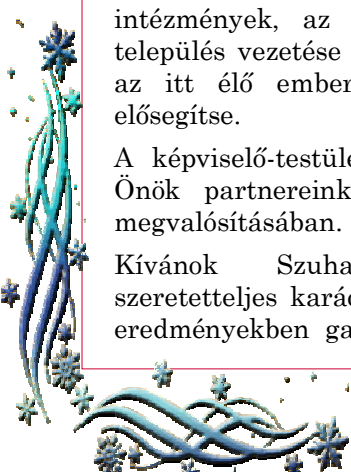 intézmények, az
település vezetése
az itt élő ember
elősegítse.
A képviselő-testüle
Önök partnereink
megvalósításában.
Kívánok Szuha
szeretetteljes karác
eredményekben ga